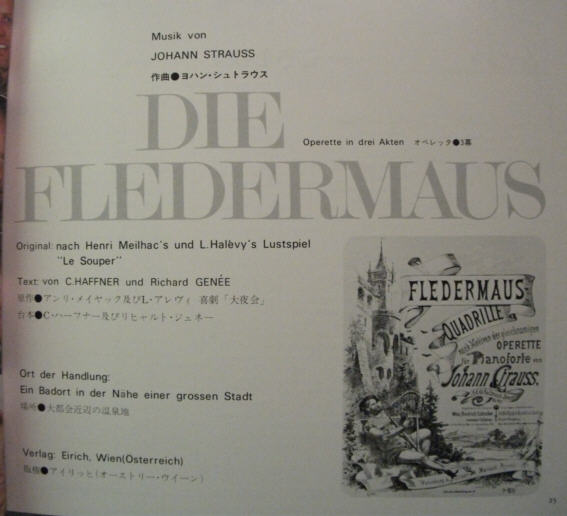 Musik von
JOHANN STRAUSS
作曲●ヨハン・シュトラウス
DIE
Operette in drei Akten オペレッタ●3幕
FLEDERMAUS
Original: nach Henri Meilhac's und L.Halèvy's Lustspiel
"Le Souper"
Text: von C.HAFFNER und Richard GENÉE
原作●アンリ・メイヤック及びL・アレヴィ 喜劇「大夜会」
台本●C・ハーフナー及びリヒャルト・ジュネー
Ort der Handlung:
Ein Badort in der Nähe einer grossen Stadt
場所●大都会近辺の温泉地
Verlag: Eirich, Wien(Osterreich)
版権●アイリッヒ(オーストリー・ウイーン)
FLEDERMAUS
QUADRILLE
nach Motiven der gleichnamigen
OPERETTE
für Pianoforte von
Johann Strauss.
25